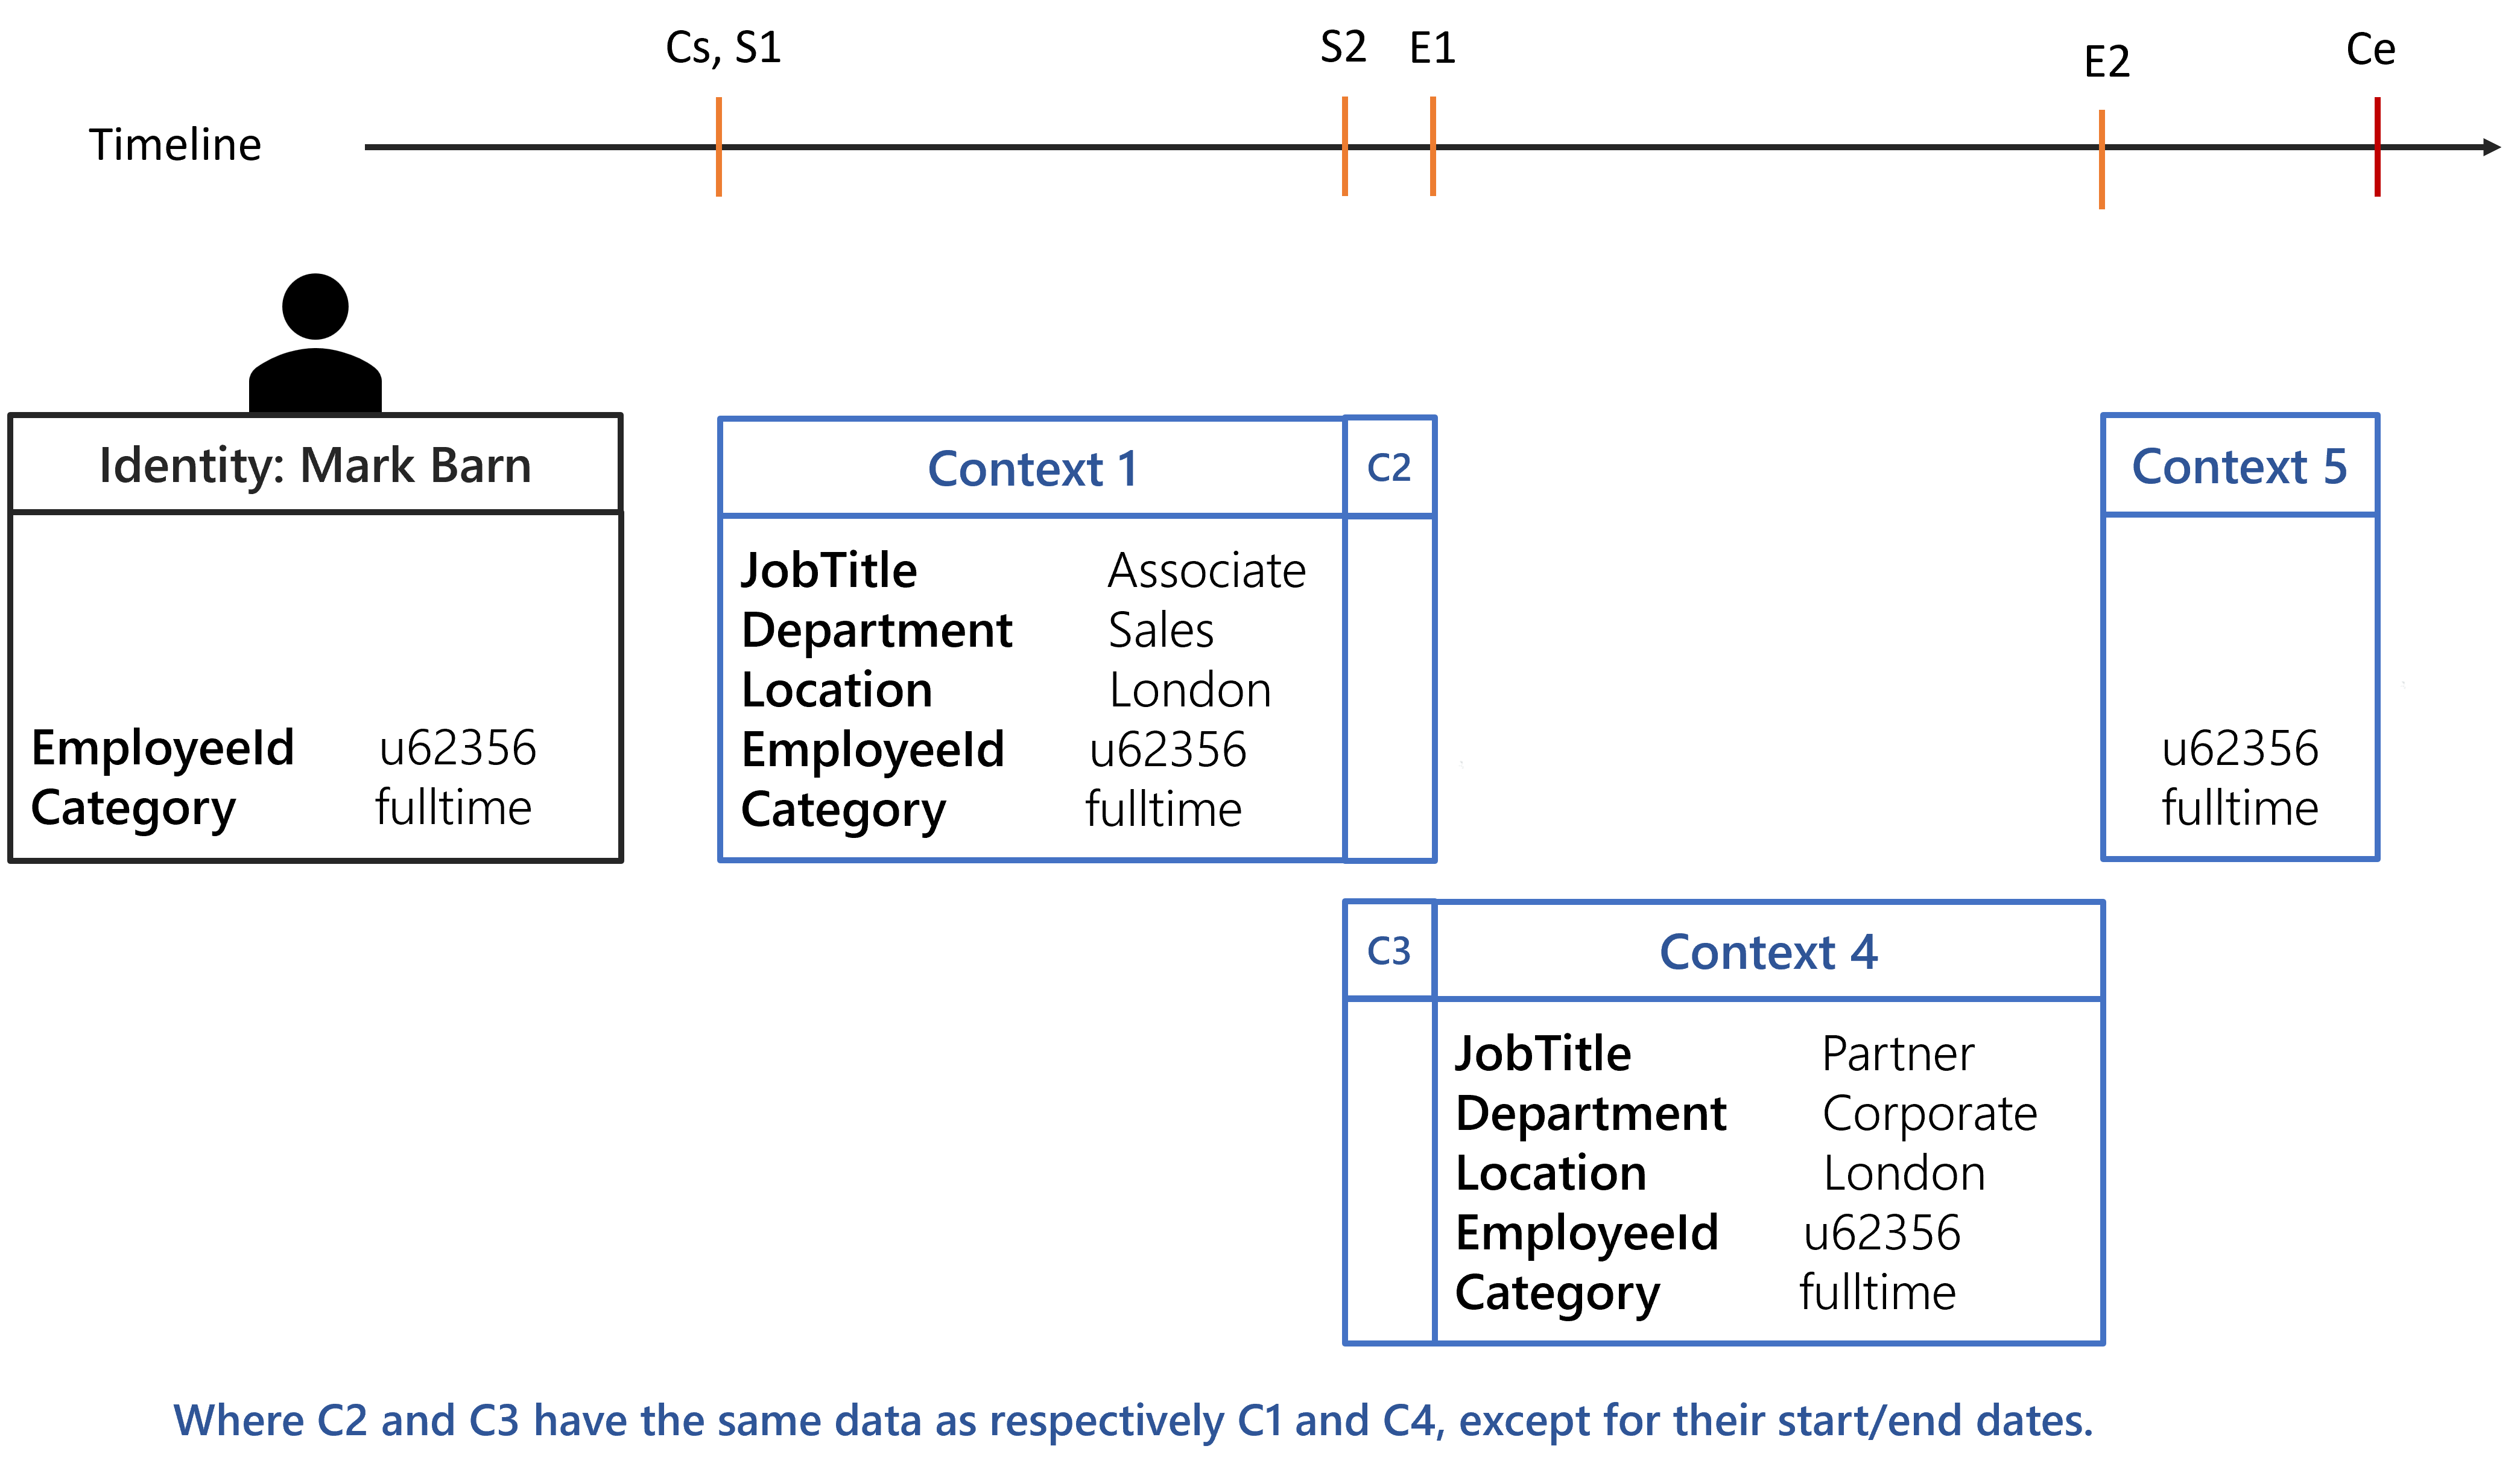 Cs, S1
S2
E1
E2
Ce
Timeline
Identity: Mark Barn
EmployeeId u62356
Category fulltime
Context 1
C2
JobTitle Associate
Department Sales
Location London
EmployeeId u62356
Category fulltime
Context 5
u62356
fulltime
C3
Context 4
JobTitle Partner
Department Corporate
Location London
EmployeeId u62356
Category fulltime
Where C2 and C3 have the same data as respectively C1 and C4, except for their start/end dates.